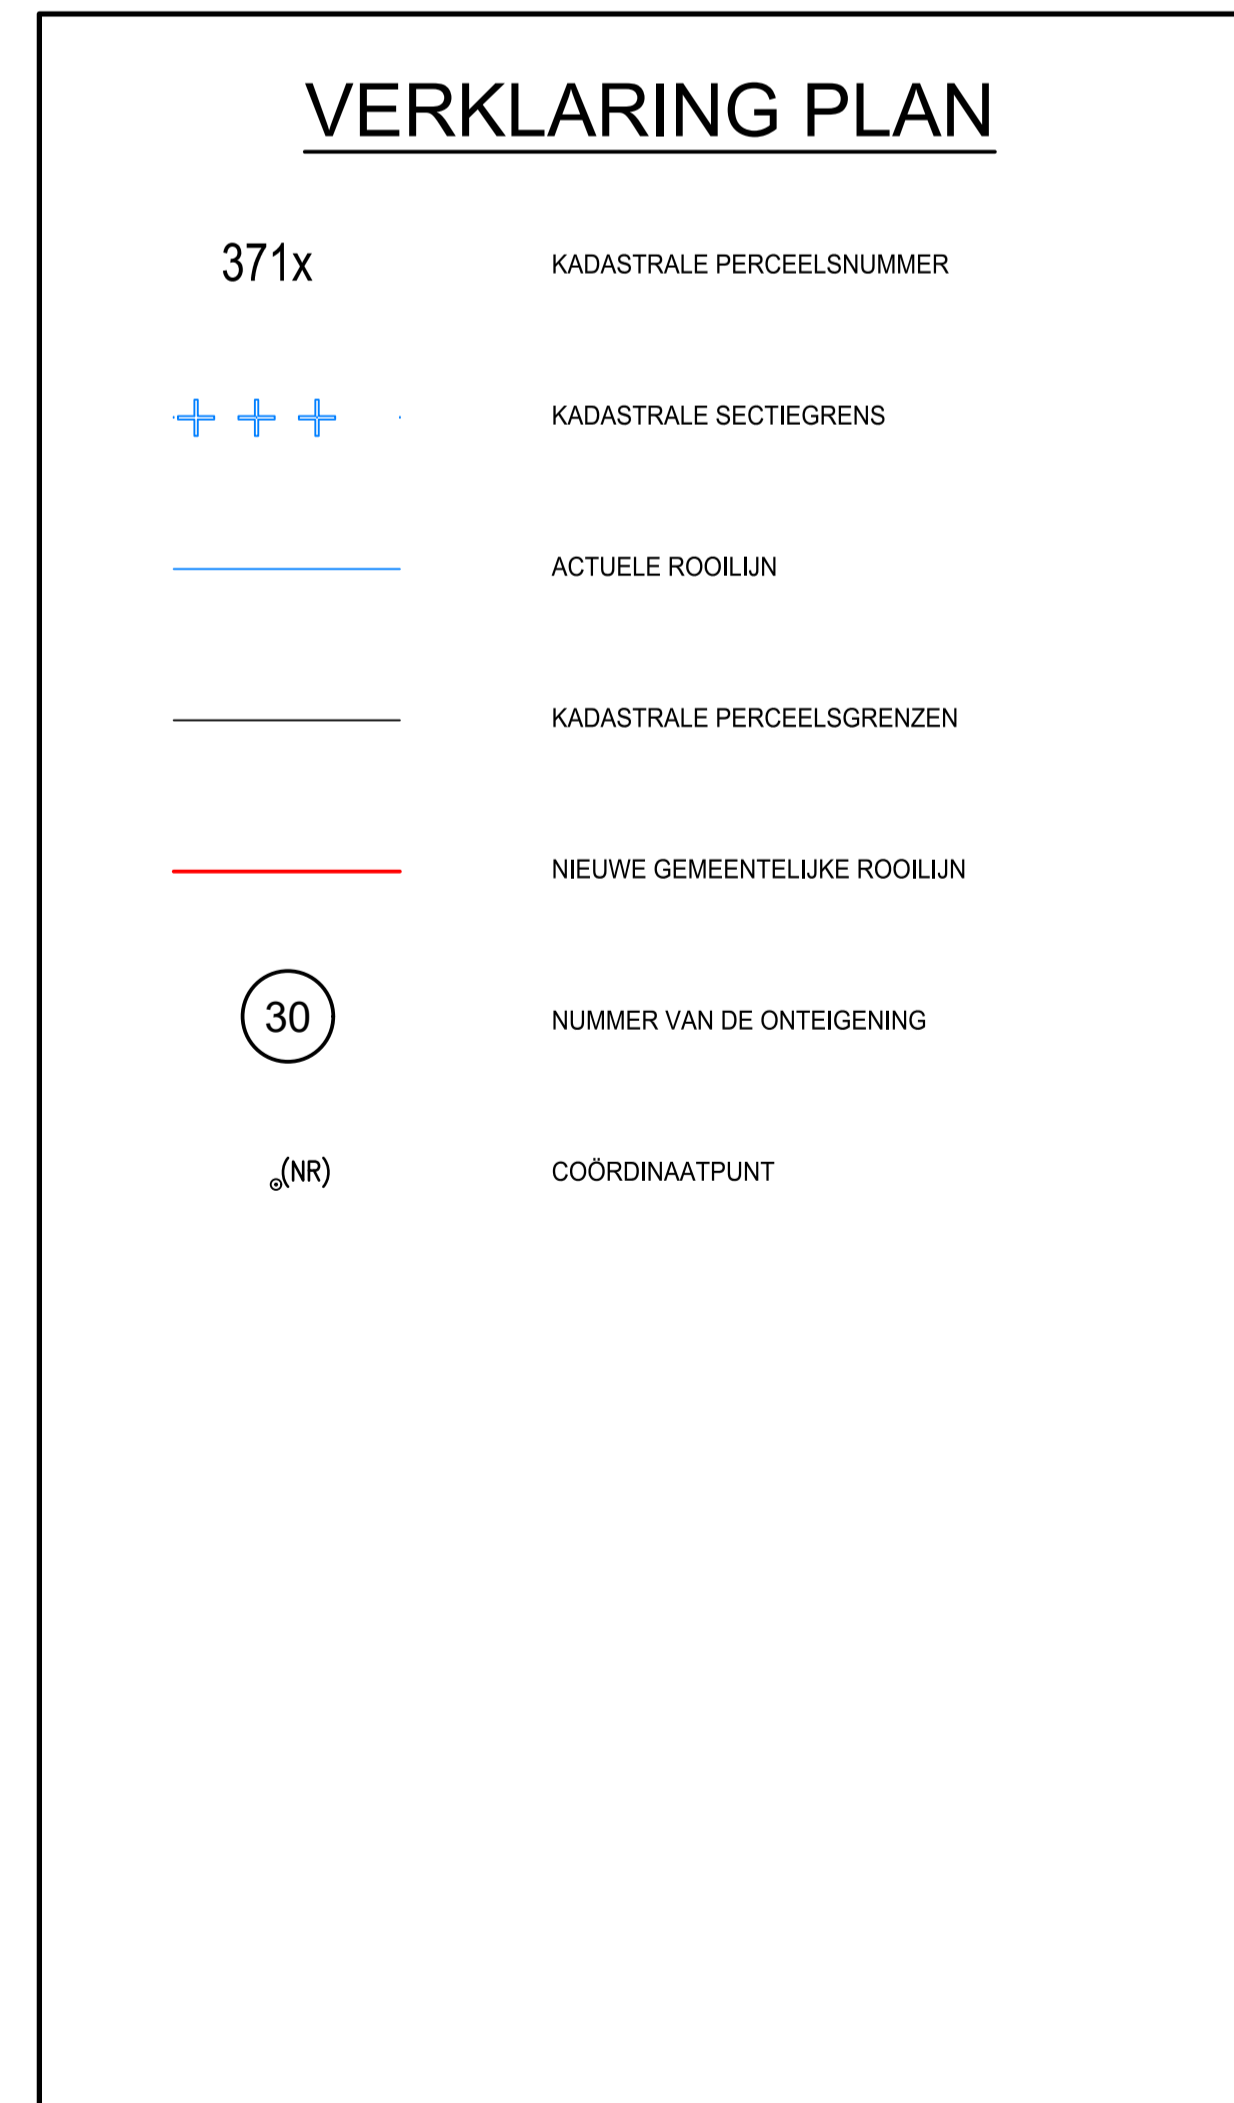 VERKLARING PLAN
371x KADASTRALE PERCEELSNUMMER
KADASTRALE SECTIEGRENS
ACTUELE ROOILIJN
KADASTRALE PERCEELSGRENZEN
NIEUWE GEMEENTELIJKE ROOILIJN
30 NUMMER VAN DE ONTEIGENING
(NR) COÖRDINAATPUNT